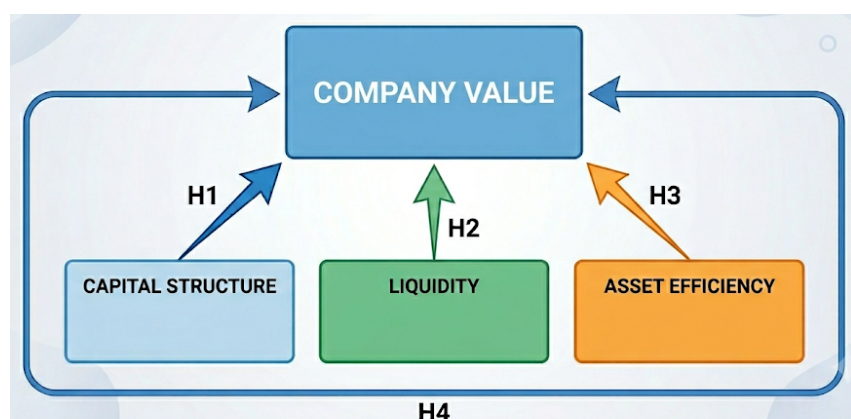 COMPANY VALUE
H1
H2
H3
CAPITAL STRUCTURE
LIQUIDITY
ASSET EFFICIENCY
H4